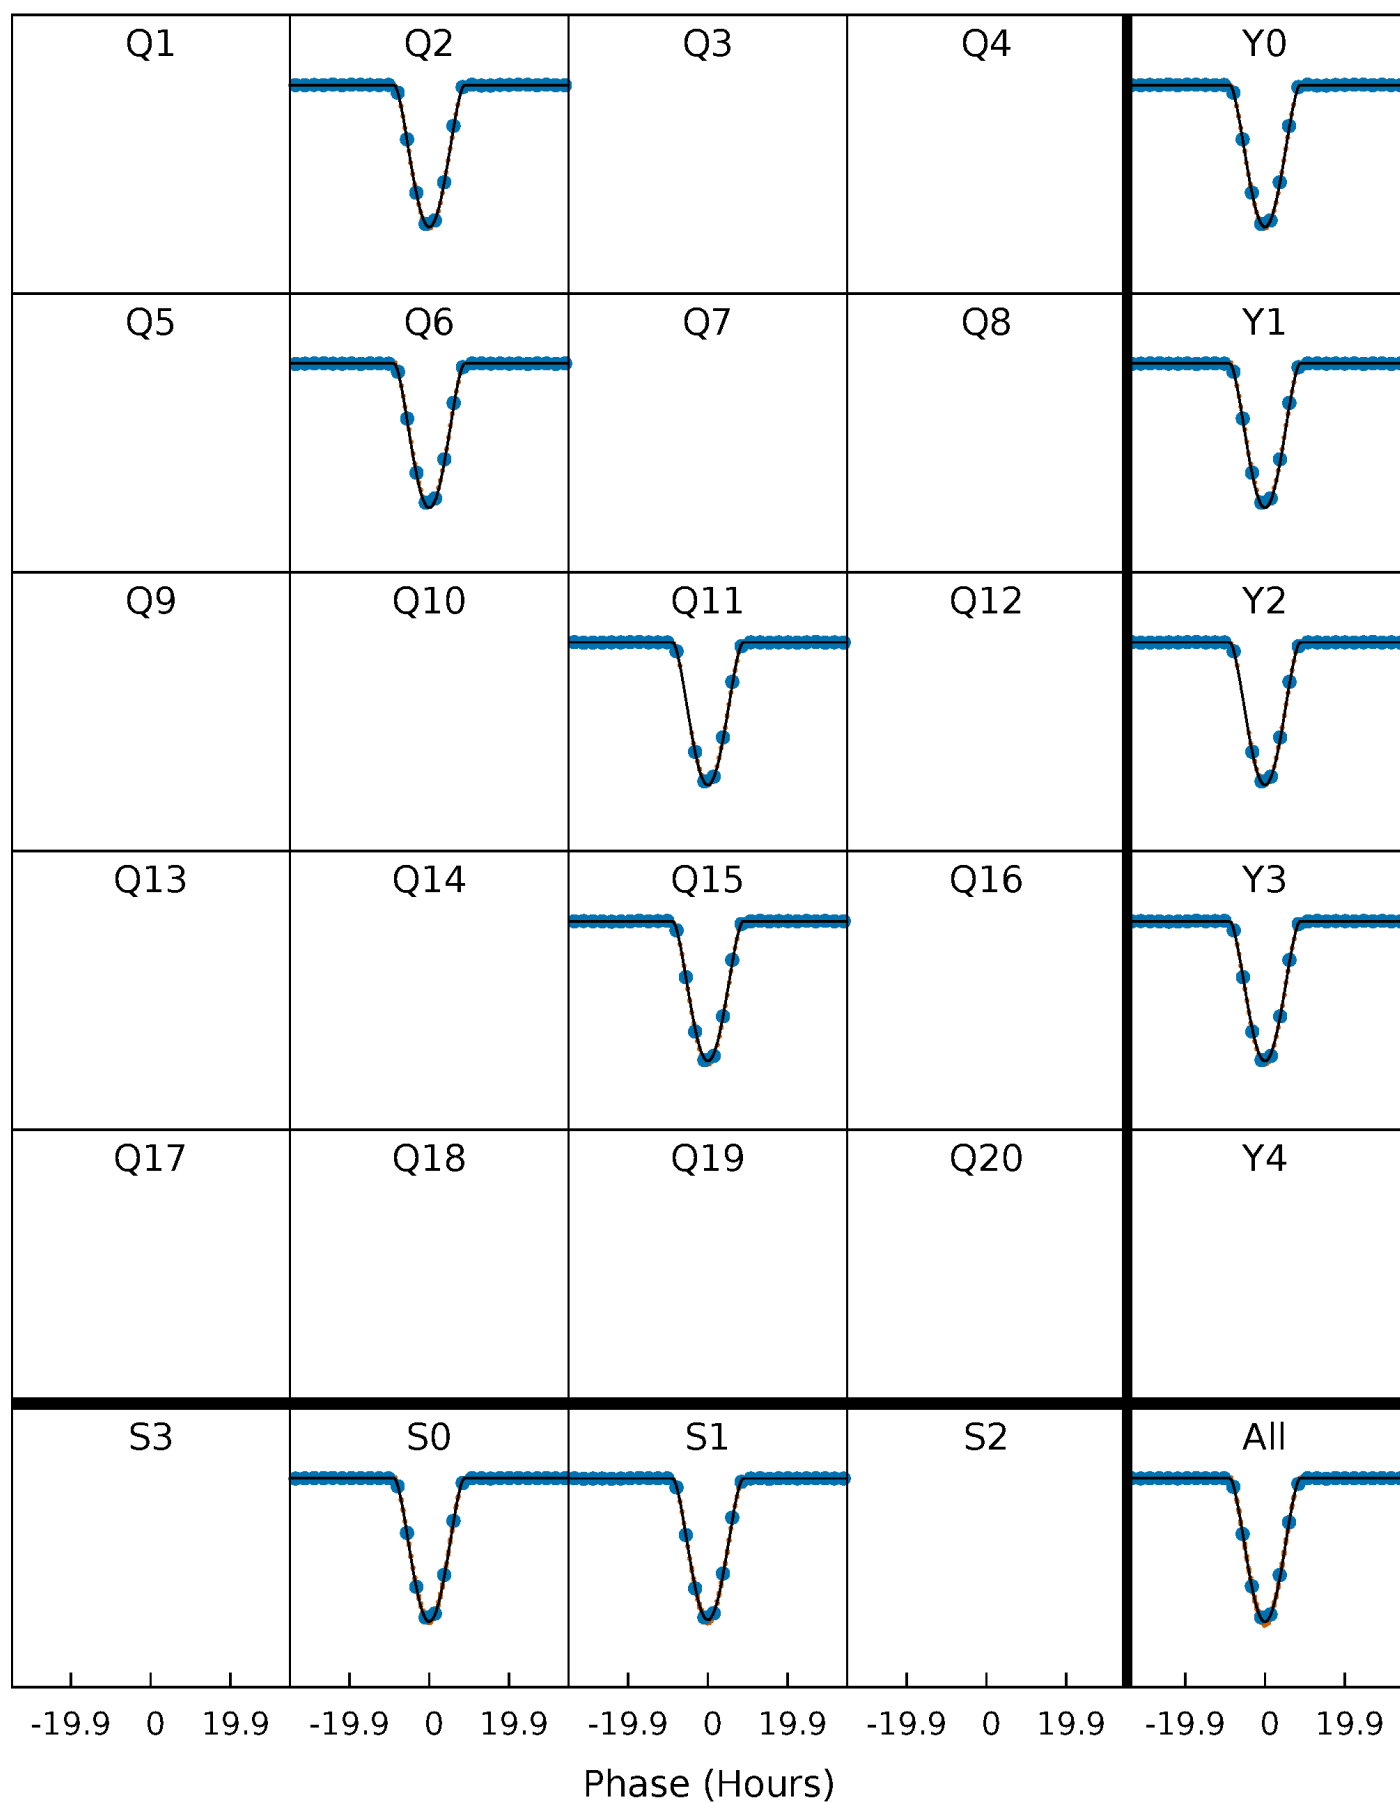 Q1 Q2 Q3 Q4 Y0
Q5 Q6 Q7 Q8 Y1
Q9 Q10 Q11 Q12 Y2
Q13 Q14 Q15 Q16 Y3
Q17 Q18 Q19 Q20 Y4
S3 S0 S1 S2 All
-19.9 0 19.9 -19.9 0 19.9 -19.9 0 19.9 -19.9 0 19.9 -19.9 0 19.9
Phase (Hours)